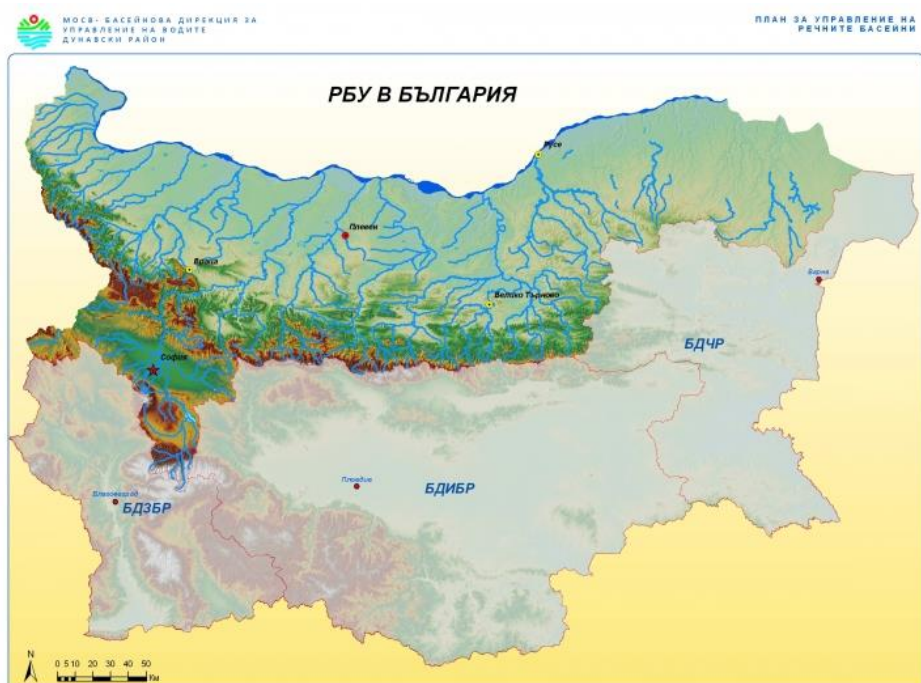 МОСВ- БАСЕЙНОВА ДИРЕКЦИЯ ЗА
УПРАВЛЕНИЕ НА ВОДИТЕ
ДУНАВСКИ РАЙОН
ПЛАН ЗА УПРАВЛЕНИЕ НА
РЕЧНИТЕ БАСЕЙНИ
РБУ В БЪЛГАРИЯ
Русе
Плевен
Враца
Варна
Велико Търново
БДЧР
София
Пловдив
Благоевград
БДЗБР
БДИБР
N
0 5 10 20 30 40 50
Км